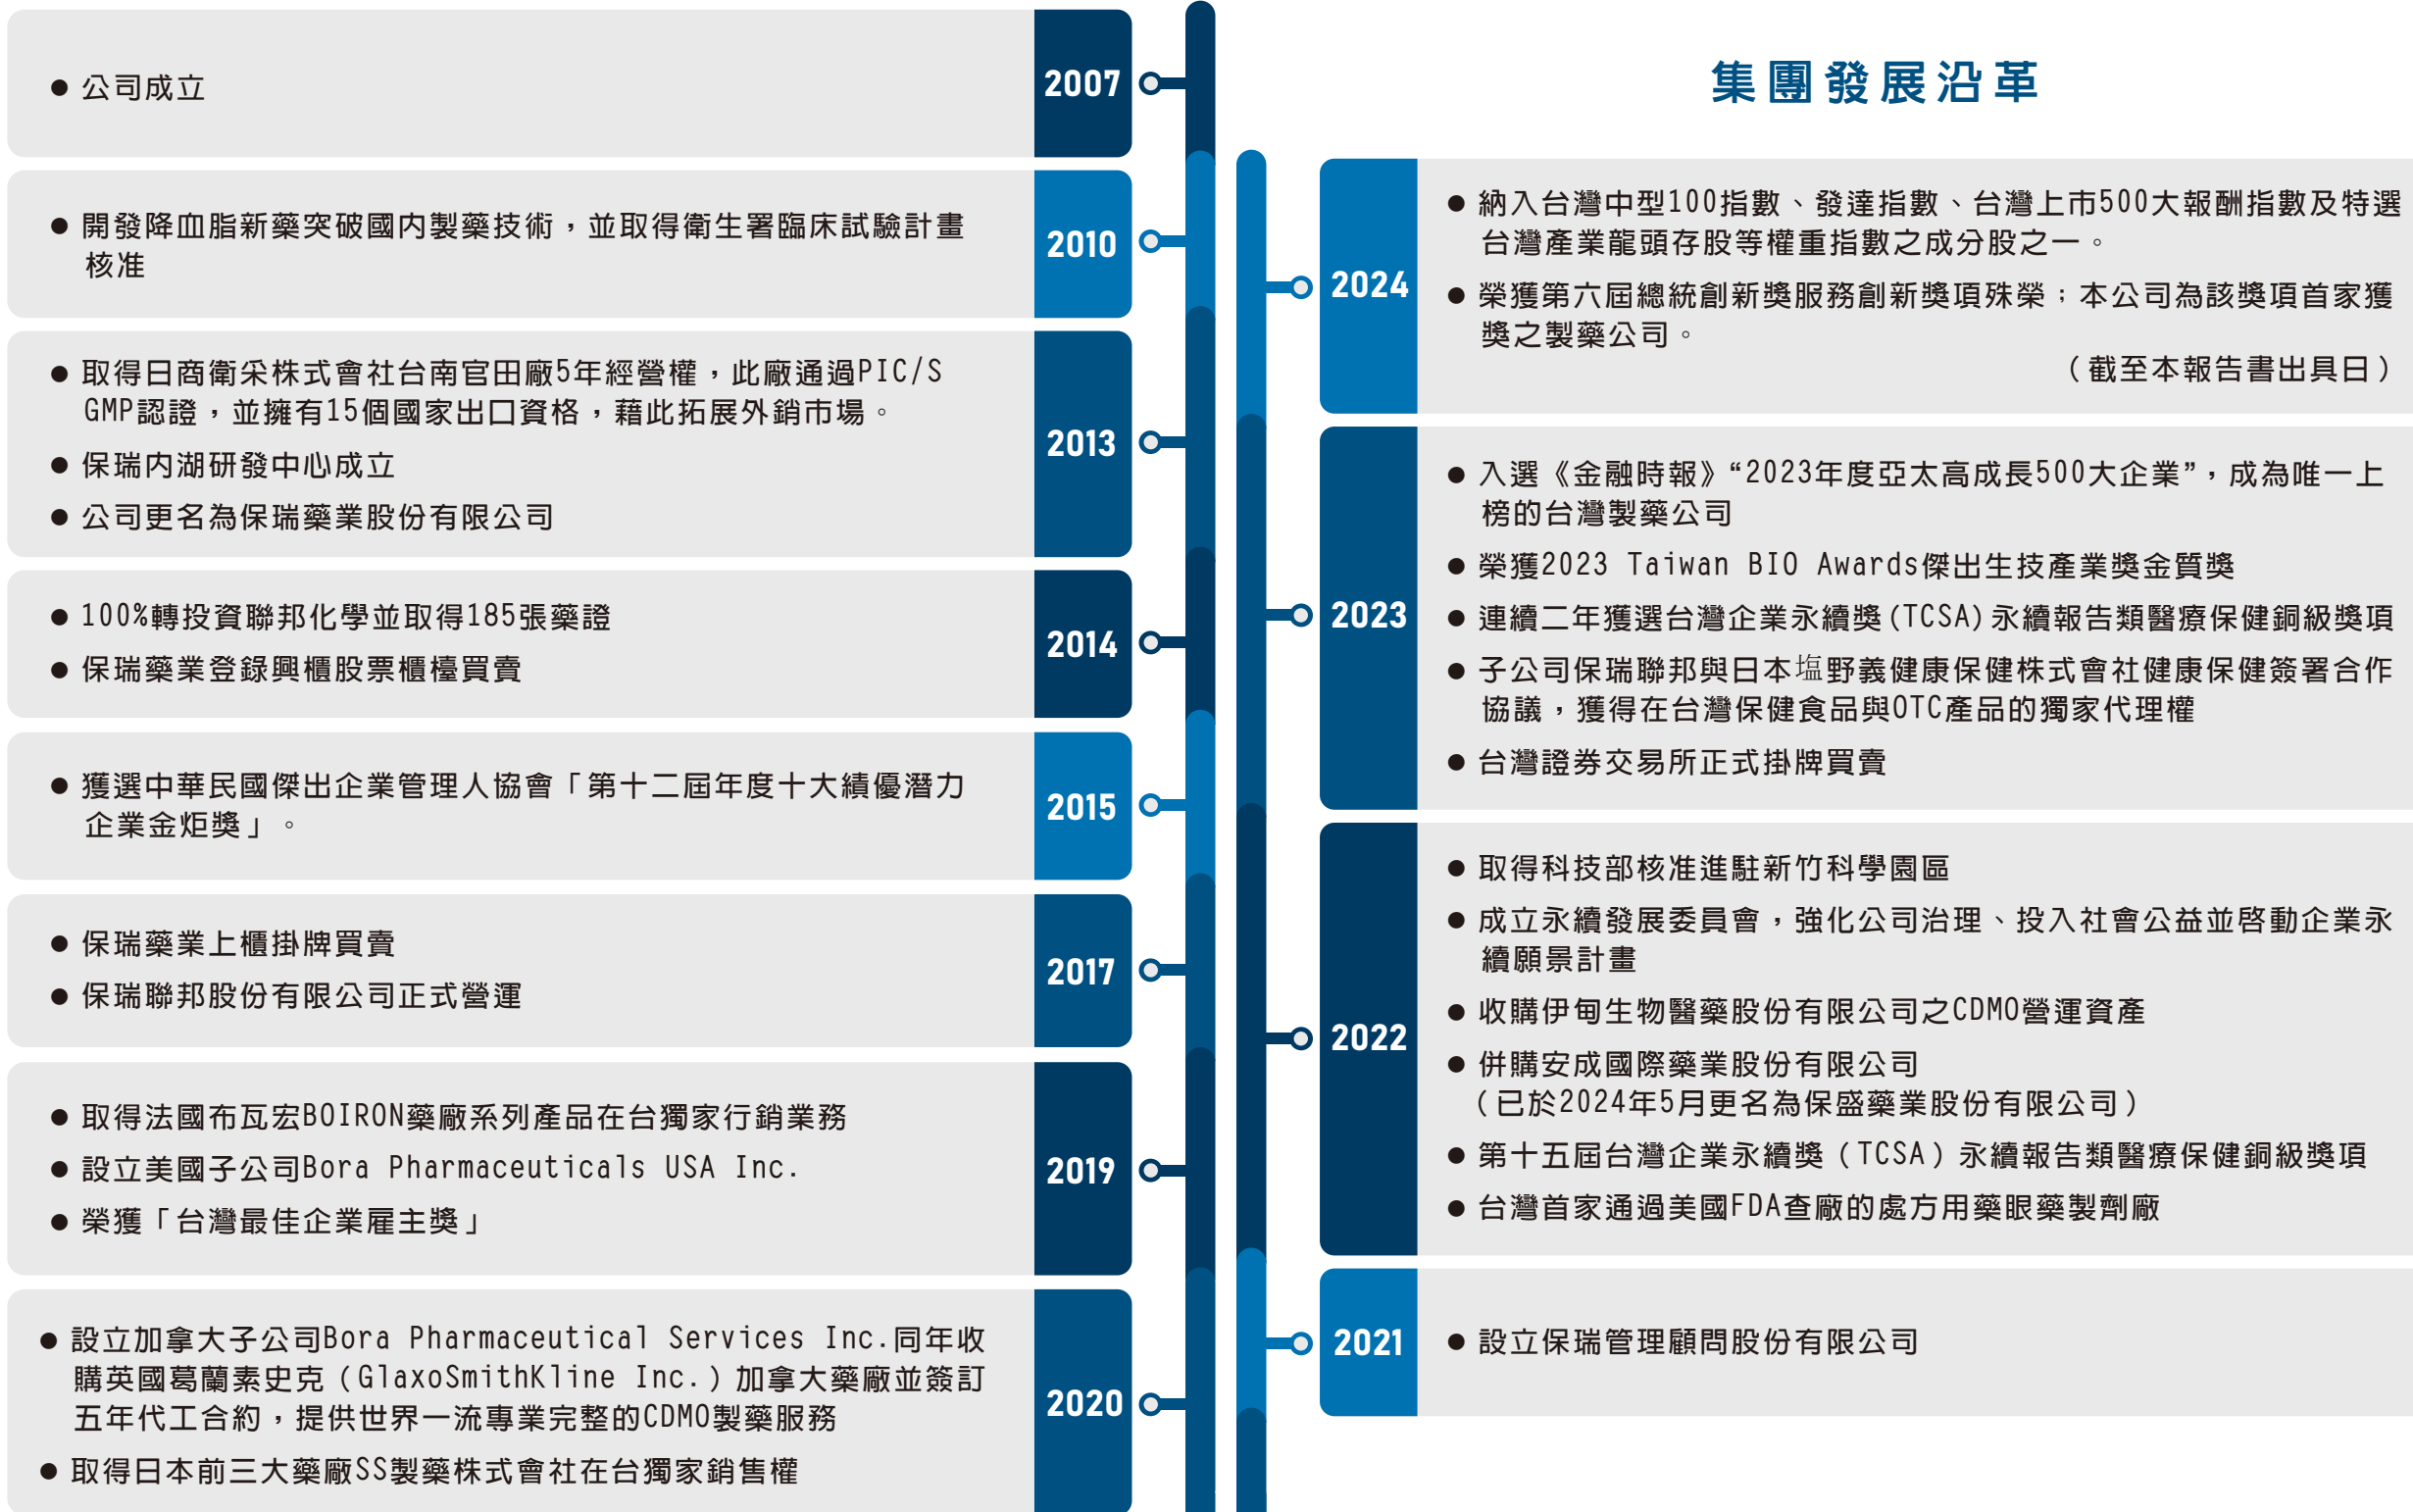 集團發展沿革
2007
● 公司成立
2010
● 開發降血脂新藥突破國內製藥技術，並取得衛生署臨床試驗計畫
核准
2013
● 取得日商衛采株式會社台南官田廠5年經營權，此廠通過PIC/S
GMP認證，並擁有15個國家出口資格，藉此拓展外銷市場。
● 保瑞內湖研發中心成立
● 公司更名為保瑞藥業股份有限公司
2014
● 100%轉投資聯邦化學並取得185張藥證
● 保瑞藥業登錄興櫃股票櫃檯買賣
2015
● 獲選中華民國傑出企業管理人協會「第十二屆年度十大績優潛力
企業金炬獎」。
2017
● 保瑞藥業上櫃掛牌買賣
● 保瑞聯邦股份有限公司正式營運
2019
● 取得法國布瓦宏BOIRON藥廠系列產品在台獨家行銷業務
● 設立美國子公司Bora Pharmaceuticals USA Inc.
● 榮獲「台灣最佳企業雇主獎」
2020
● 設立加拿大子公司Bora Pharmaceutical Services Inc.同年收
購英國葛蘭素史克（GlaxoSmithKline Inc.）加拿大藥廠並簽訂
五年代工合約，提供世界一流專業完整的CDMO製藥服務
● 取得日本前三大藥廠SS製藥株式會社在台獨家銷售權
2024
● 納入台灣中型100指數、發達指數、台灣上市500大報酬指數及特選
台灣產業龍頭存股等權重指數之成分股之一。
● 榮獲第六屆總統創新獎服務創新獎項殊榮；本公司為該獎項首家獲
獎之製藥公司。
（截至本報告書出具日）
2023
● 入選《金融時報》“2023年度亞太高成長500大企業”，成為唯一上
榜的台灣製藥公司
● 榮獲2023 Taiwan BIO Awards傑出生技產業獎金質獎
● 連續二年獲選台灣企業永續獎(TCSA)永續報告類醫療保健銅級獎項
● 子公司保瑞聯邦與日本塩野義健康保健株式會社健康保健簽署合作
協議，獲得在台灣保健食品與OTC產品的獨家代理權
● 台灣證券交易所正式掛牌買賣
2022
● 取得科技部核准進駐新竹科學園區
● 成立永續發展委員會，強化公司治理、投入社會公益並啓動企業永
續願景計畫
● 收購伊甸生物醫藥股份有限公司之CDMO營運資產
● 併購安成國際藥業股份有限公司
（已於2024年5月更名為保盛藥業股份有限公司）
● 第十五屆台灣企業永續獎（TCSA）永續報告類醫療保健銅級獎項
● 台灣首家通過美國FDA查廠的處方用藥眼藥製劑廠
2021
● 設立保瑞管理顧問股份有限公司